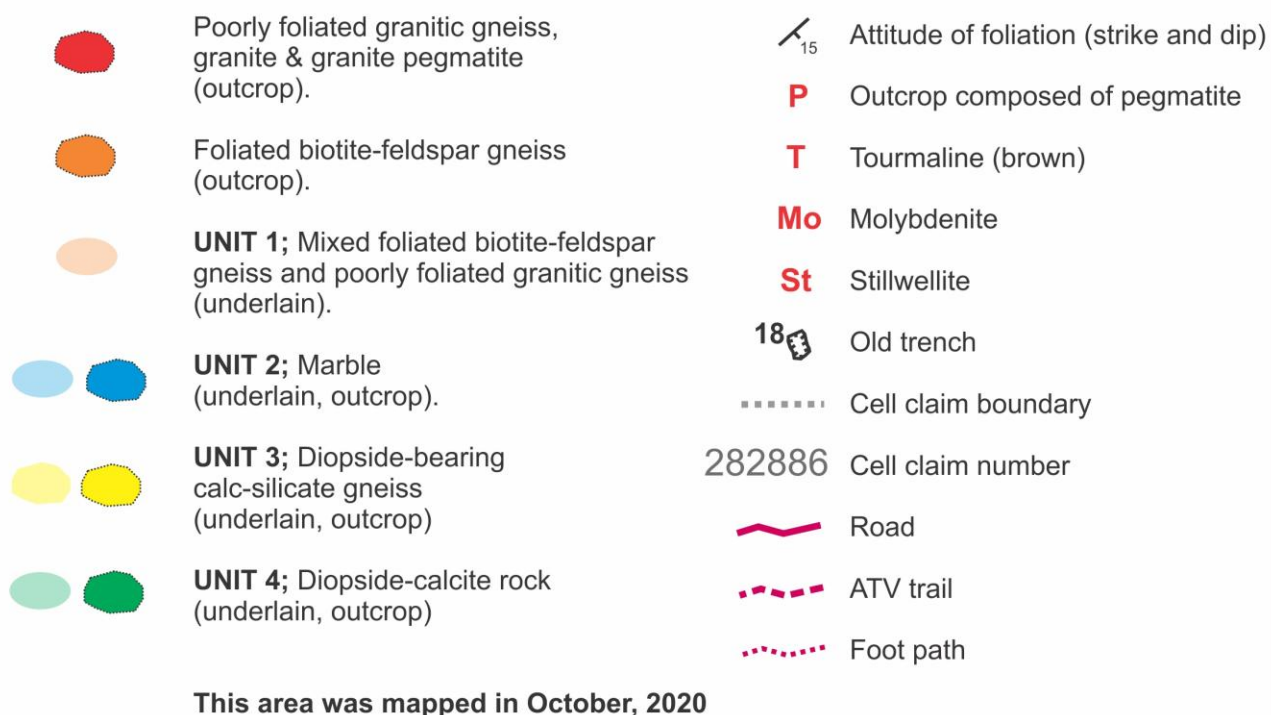 Poorly foliated granitic gneiss,
granite & granite pegmatite
(outcrop).
Foliated biotite-feldspar gneiss
(outcrop).
UNIT 1; Mixed foliated biotite-feldspar
gneiss and poorly foliated granitic gneiss
(underlain).
UNIT 2; Marble
(underlain, outcrop).
UNIT 3; Diopside-bearing
calc-silicate gneiss
(underlain, outcrop)
UNIT 4; Diopside-calcite rock
(underlain, outcrop)
This area was mapped in October, 2020
15 Attitude of foliation (strike and dip)
P Outcrop composed of pegmatite
T Tourmaline (brown)
Mo Molybdenite
St Stillwellite
18 Old trench
Cell claim boundary
282886 Cell claim number
Road
ATV trail
Foot path